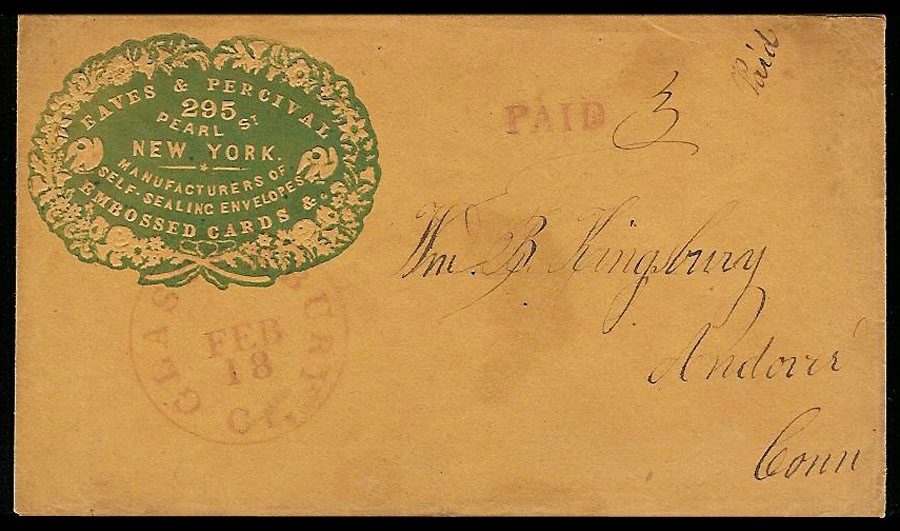 EAVES & PERCIVAL
295
PEARL ST
NEW YORK.
MANUFACTURERS OF
SELF-SEALING ENVELOPES
EMBOSSED CARDS &c.
PAID
3
Paid
Wm. B. Kingsbury
Andover
Conn
FEB
18